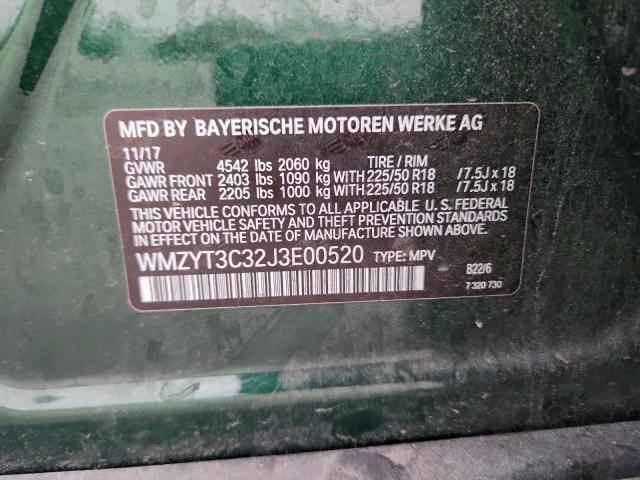 MFD BY BAYERISCHE MOTOREN WERKE AG
11/17
GVWR 4542 lbs 2060 kg TIRE / RIM
GAWR FRONT 2403 lbs 1090 kg WITH 225/50 R18 /7.5J x 18
GAWR REAR 2205 lbs 1000 kg WITH 225/50 R18 /7.5J x 18
THIS VEHICLE CONFORMS TO ALL APPLICABLE U. S. FEDERAL
MOTOR VEHICLE SAFETY AND THEFT PREVENTION STANDARDS
IN EFFECT ON THE DATE OF MANUFACTURE SHOWN ABOVE.
WMZYT3C32J3E00520 TYPE: MPV
B22/6
7 320 730